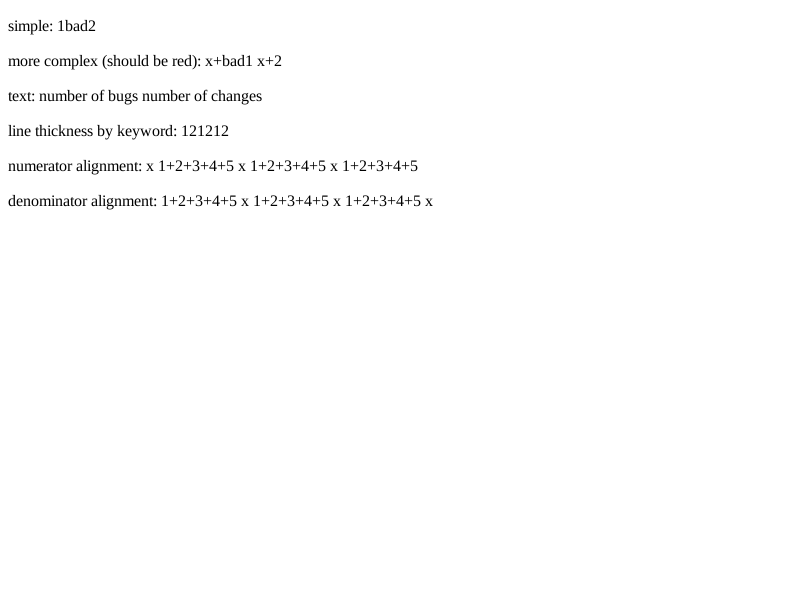 simple: 1bad2
more complex (should be red): x+bad1 x+2
text: number of bugs number of changes
line thickness by keyword: 121212
numerator alignment: x 1+2+3+4+5 x 1+2+3+4+5 x 1+2+3+4+5
denominator alignment: 1+2+3+4+5 x 1+2+3+4+5 x 1+2+3+4+5 x